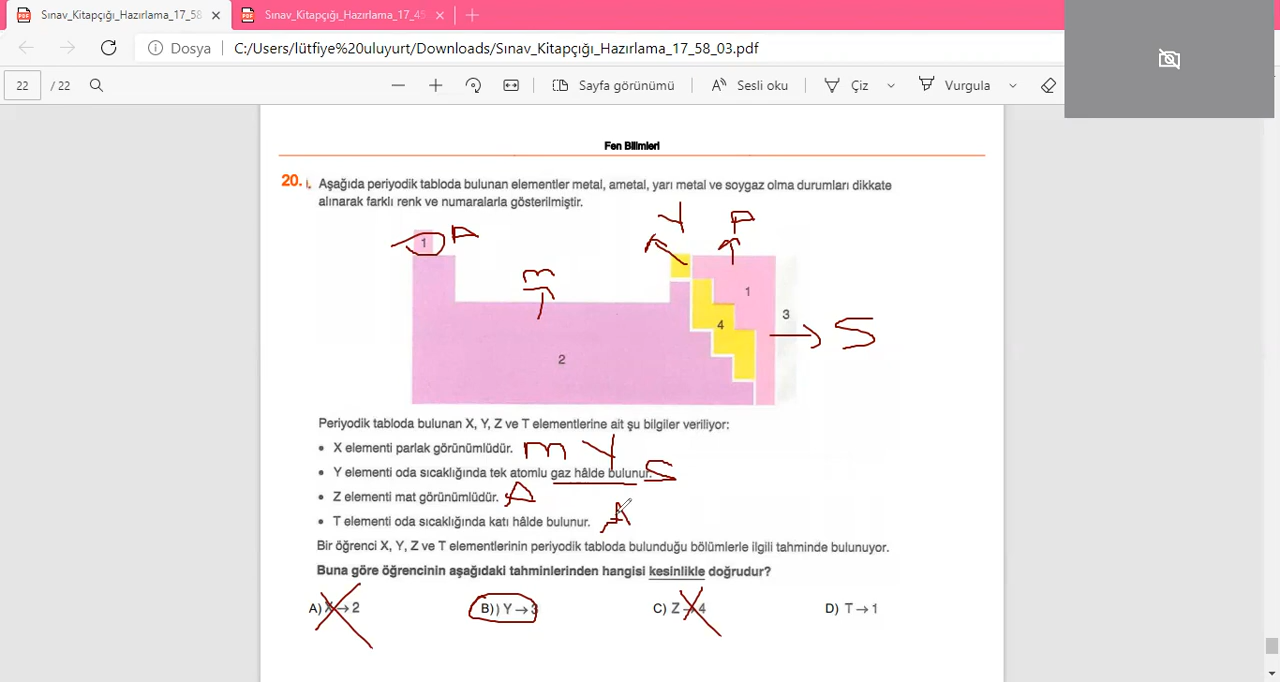 Sınav_Kitapçığı_Hazırlama_17_58
Sınav_Kitapçığı_Hazırlama_17_45
Dosya
C:/Users/lütfiye%20uluyurt/Downloads/Sınav_Kitapçığı_Hazırlama_17_58_03.pdf
22 / 22
Sayfa görünümü
Sesli oku
Çiz
Vurgula
Fen Bilimleri
20. I. Aşağıda periyodik tabloda bulunan elementler metal, ametal, yarı metal ve soygaz olma durumları dikkate
alınarak farklı renk ve numaralarla gösterilmiştir.
Y
1 A
m
1
3
4
S
2
Periyodik tabloda bulunan X, Y, Z ve T elementlerine ait şu bilgiler veriliyor:
• X elementi parlak görünümlüdür. m Y
• Y elementi oda sıcaklığında tek atomlu gaz hâlde bulunur. S
• Z elementi mat görünümlüdür. A
• T elementi oda sıcaklığında katı hâlde bulunur.
Bir öğrenci X, Y, Z ve T elementlerinin periyodik tabloda bulunduğu bölümlerle ilgili tahminde bulunuyor.
Buna göre öğrencinin aşağıdaki tahminlerinden hangisi kesinlikle doğrudur?
A) X → 2
B)) Y → 3
C) Z → 4
D) T → 1